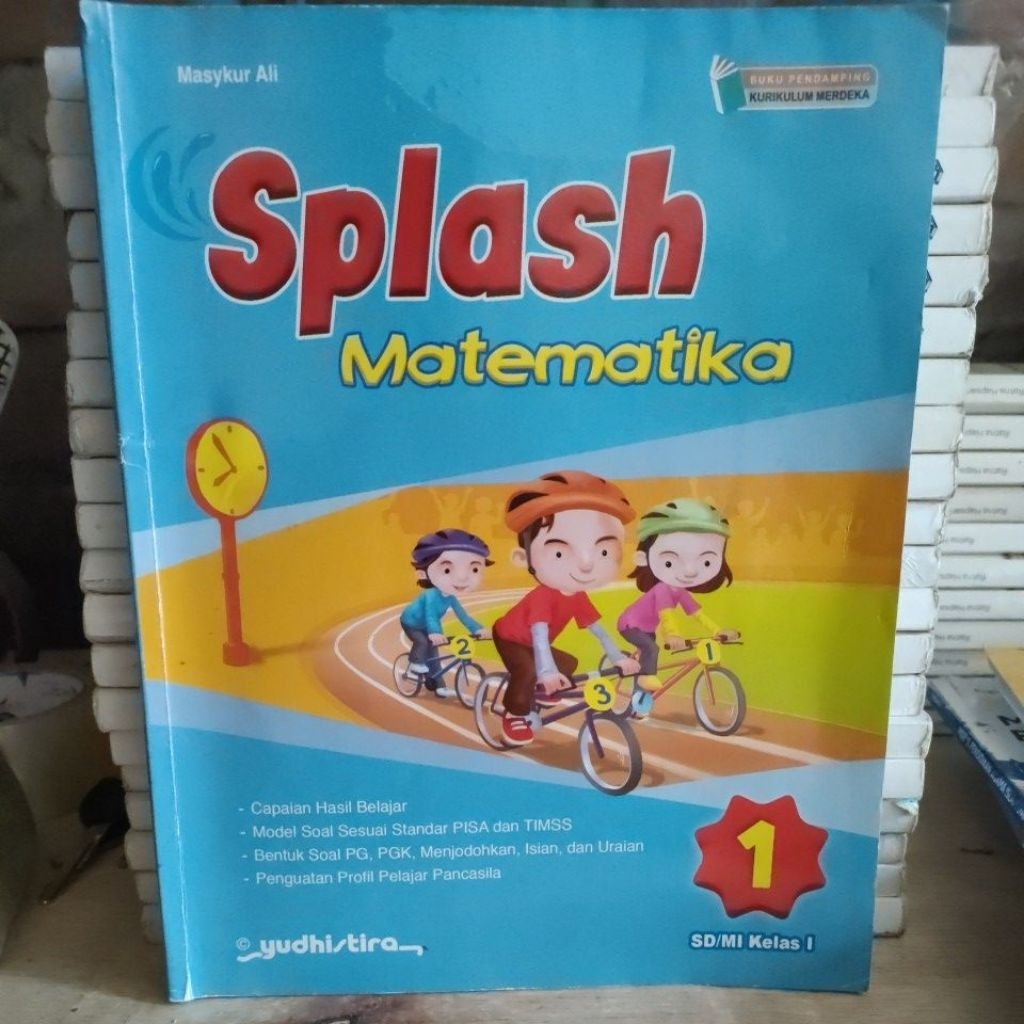 Masykur Ali
BUKU PENDAMPING
KURIKULUM MERDEKA
Splash
Matematika
2
3
1
- Capaian Hasil Belajar
- Model Soal Sesuai Standar PISA dan TIMSS
- Bentuk Soal PG, PGK, Menjodohkan, Isian, dan Uraian
- Penguatan Profil Pelajar Pancasila
1
© yudhistira
SD/MI Kelas I